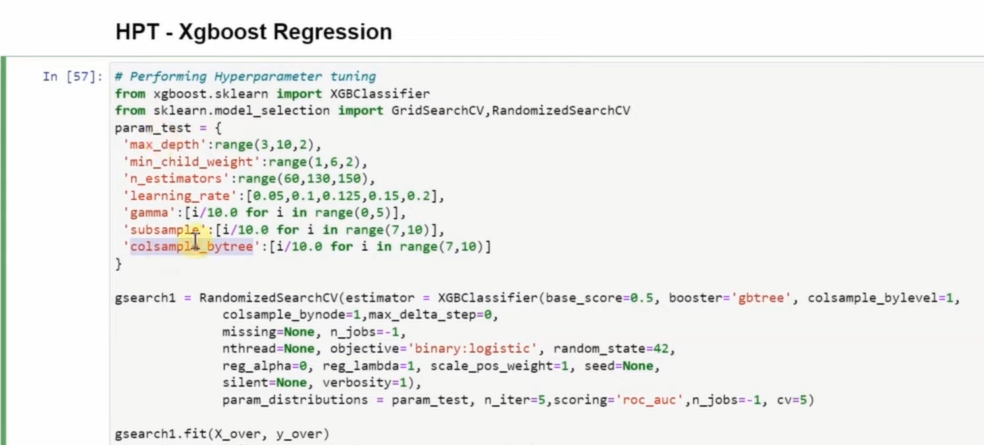 HPT - Xgboost Regression
In [57]: # Performing Hyperparameter tuning
from xgboost.sklearn import XGBClassifier
from sklearn.model_selection import GridSearchCV,RandomizedSearchCV
param_test = {
'max_depth':range(3,10,2),
'min_child_weight':range(1,6,2),
'n_estimators':range(60,130,150),
'learning_rate':[0.05,0.1,0.125,0.15,0.2],
'gamma':[i/10.0 for i in range(0,5)],
'subsample':[i/10.0 for i in range(7,10)],
'colsample_bytree':[i/10.0 for i in range(7,10)]
}
gsearch1 = RandomizedSearchCV(estimator = XGBClassifier(base_score=0.5, booster='gbtree', colsample_bylevel=1,
colsample_bynode=1,max_delta_step=0,
missing=None, n_jobs=-1,
nthread=None, objective='binary:logistic', random_state=42,
reg_alpha=0, reg_lambda=1, scale_pos_weight=1, seed=None,
silent=None, verbosity=1),
param_distributions = param_test, n_iter=5,scoring='roc_auc',n_jobs=-1, cv=5)
gsearch1.fit(X_over, y_over)